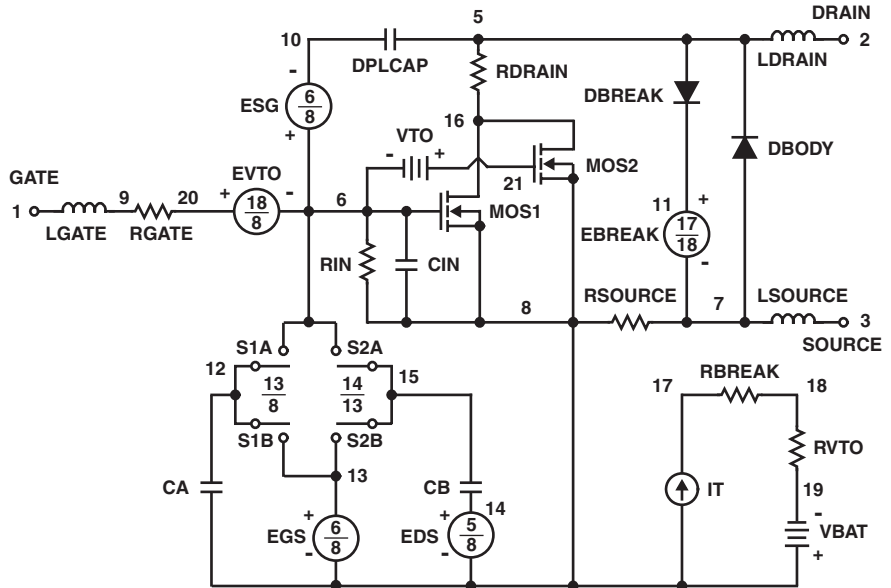 DRAIN
5
10
2
DPLCAP
LDRAIN
RDRAIN
-
DBREAK
6
8
ESG
16
VTO
+
-
+
DBODY
MOS2
GATE
EVTO
21
9
20
+
-
6
11
+
1
18
8
MOS1
17
18
EBREAK
LGATE
RGATE
RIN
CIN
-
8
RSOURCE
7
LSOURCE
3
SOURCE
S1A
S2A
12
15
RBREAK
13
8
14
13
17
18
S1B
S2B
RVTO
13
CA
CB
IT
19
+
14
-
EGS
6
8
+
EDS
5
8
VBAT
-
-
+